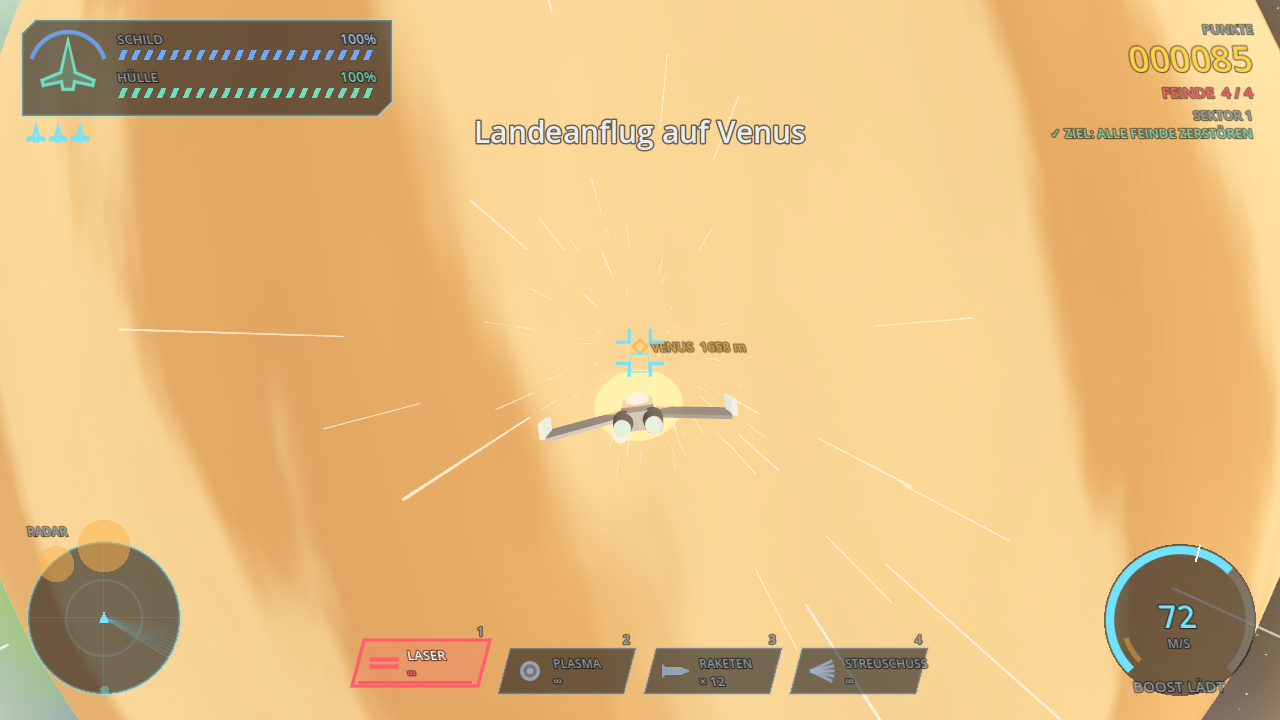 SCHILD 100%
HÜLLE 100%
PUNKTE
000085
FEINDE 4 / 4
SEKTOR 1
✓ ZIEL: ALLE FEINDE ZERSTÖREN
Landeanflug auf Venus
VENUS 1658 m
RADAR
1
LASER
∞
2
PLASMA
∞
3
RAKETEN
× 12
4
STREUSCHUSS
∞
72
M/S
BOOST LÄDT